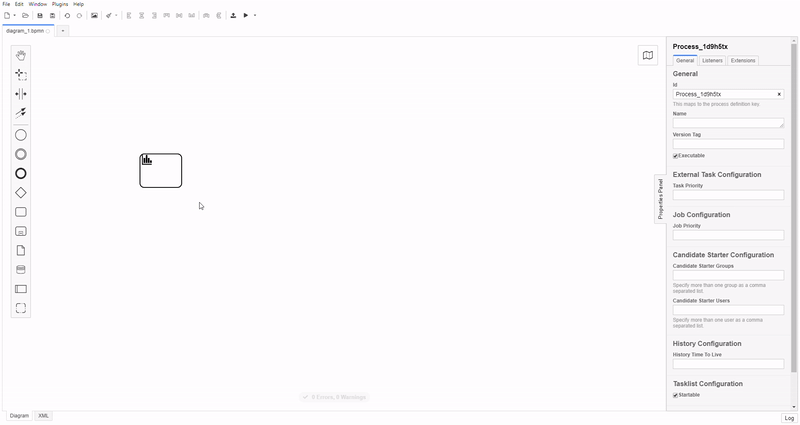 File Edit Window Plugins Help
diagram_1.bpmn
+
Process_1d9h5tx
General Listeners Extensions
General
Id
Process_1d9h5tx
This maps to the process definition key.
Name
Version Tag
Executable
External Task Configuration
Task Priority
Job Configuration
Job Priority
Candidate Starter Configuration
Candidate Starter Groups
Specify more than one group as a comma
separated list.
Candidate Starter Users
Specify more than one user as a comma
separated list.
History Configuration
History Time To Live
Tasklist Configuration
Startable
Properties Panel
0 Errors, 0 Warnings
Diagram XML
Log